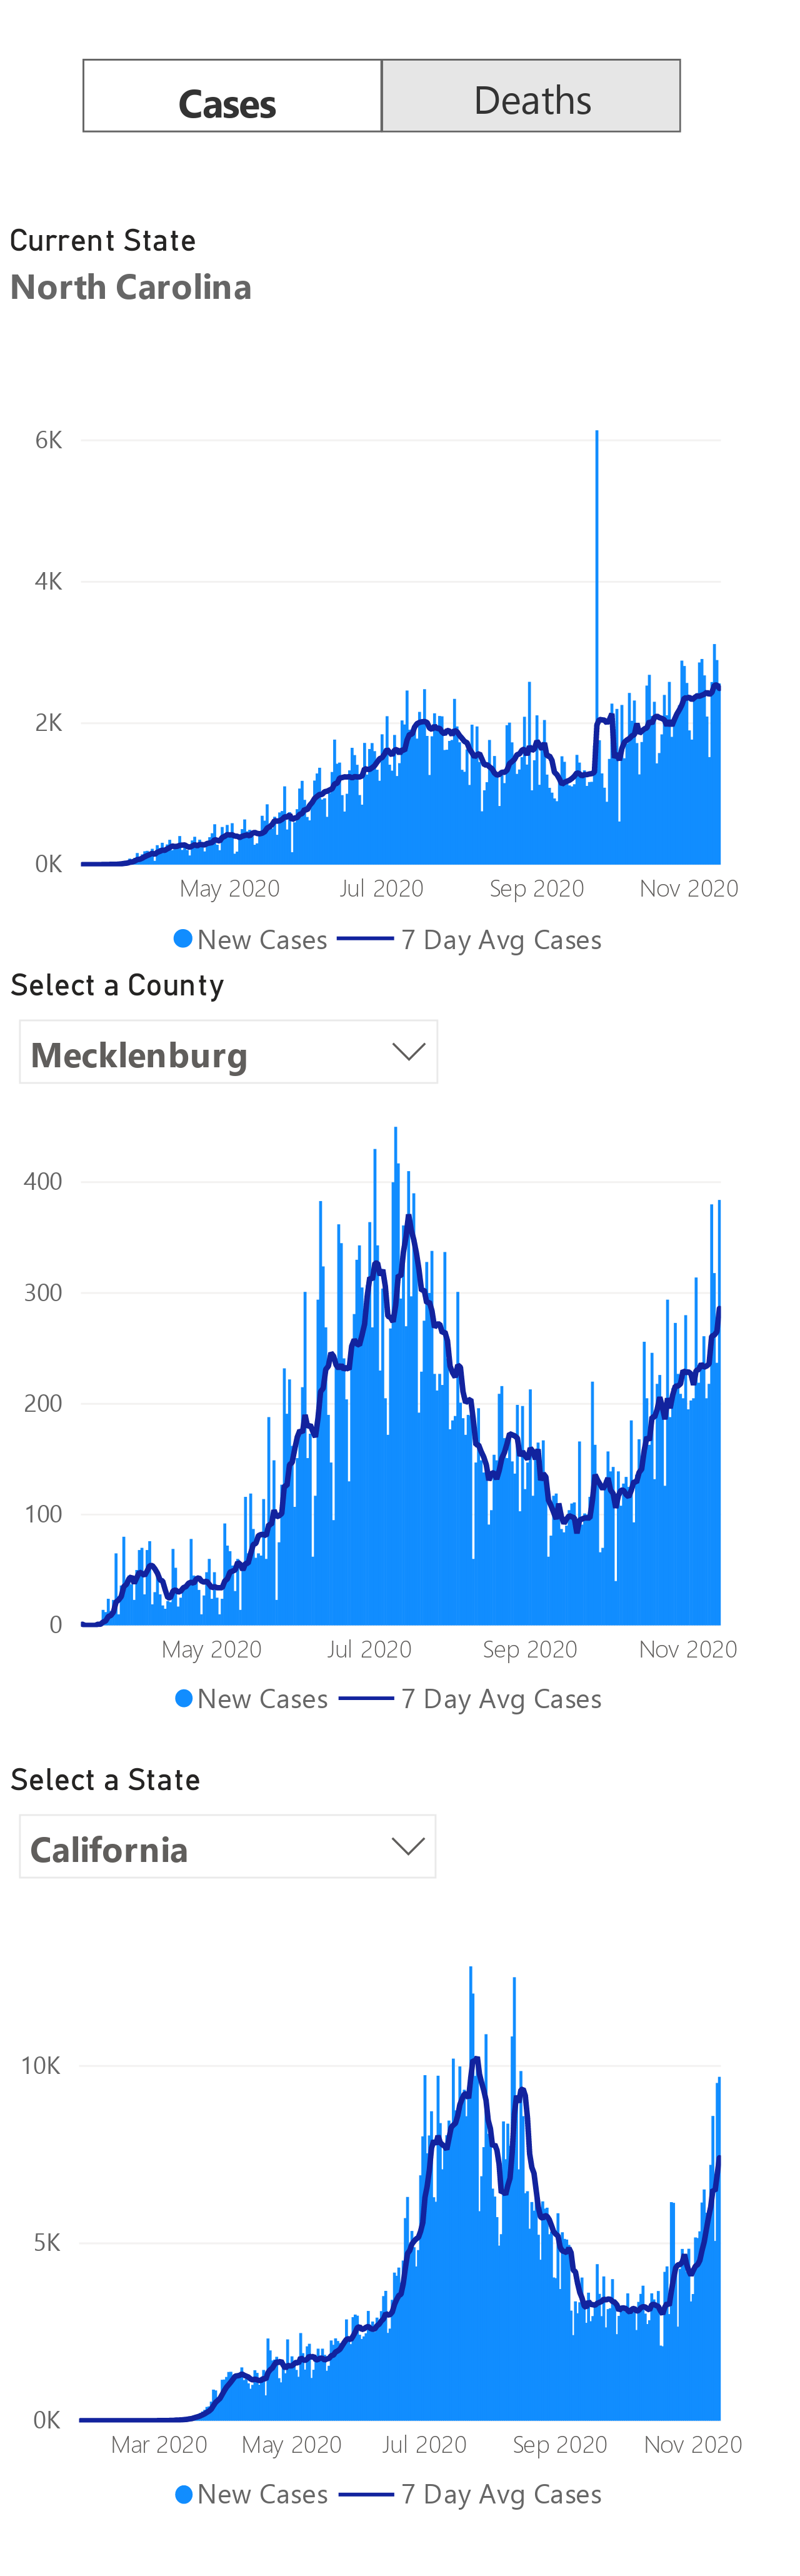 Cases Deaths
Current State
North Carolina
6K
4K
2K
0K
May 2020 Jul 2020 Sep 2020 Nov 2020
New Cases 7 Day Avg Cases
Select a County
Mecklenburg
400
300
200
100
0
May 2020 Jul 2020 Sep 2020 Nov 2020
New Cases 7 Day Avg Cases
Select a State
California
10K
5K
0K
Mar 2020 May 2020 Jul 2020 Sep 2020 Nov 2020
New Cases 7 Day Avg Cases